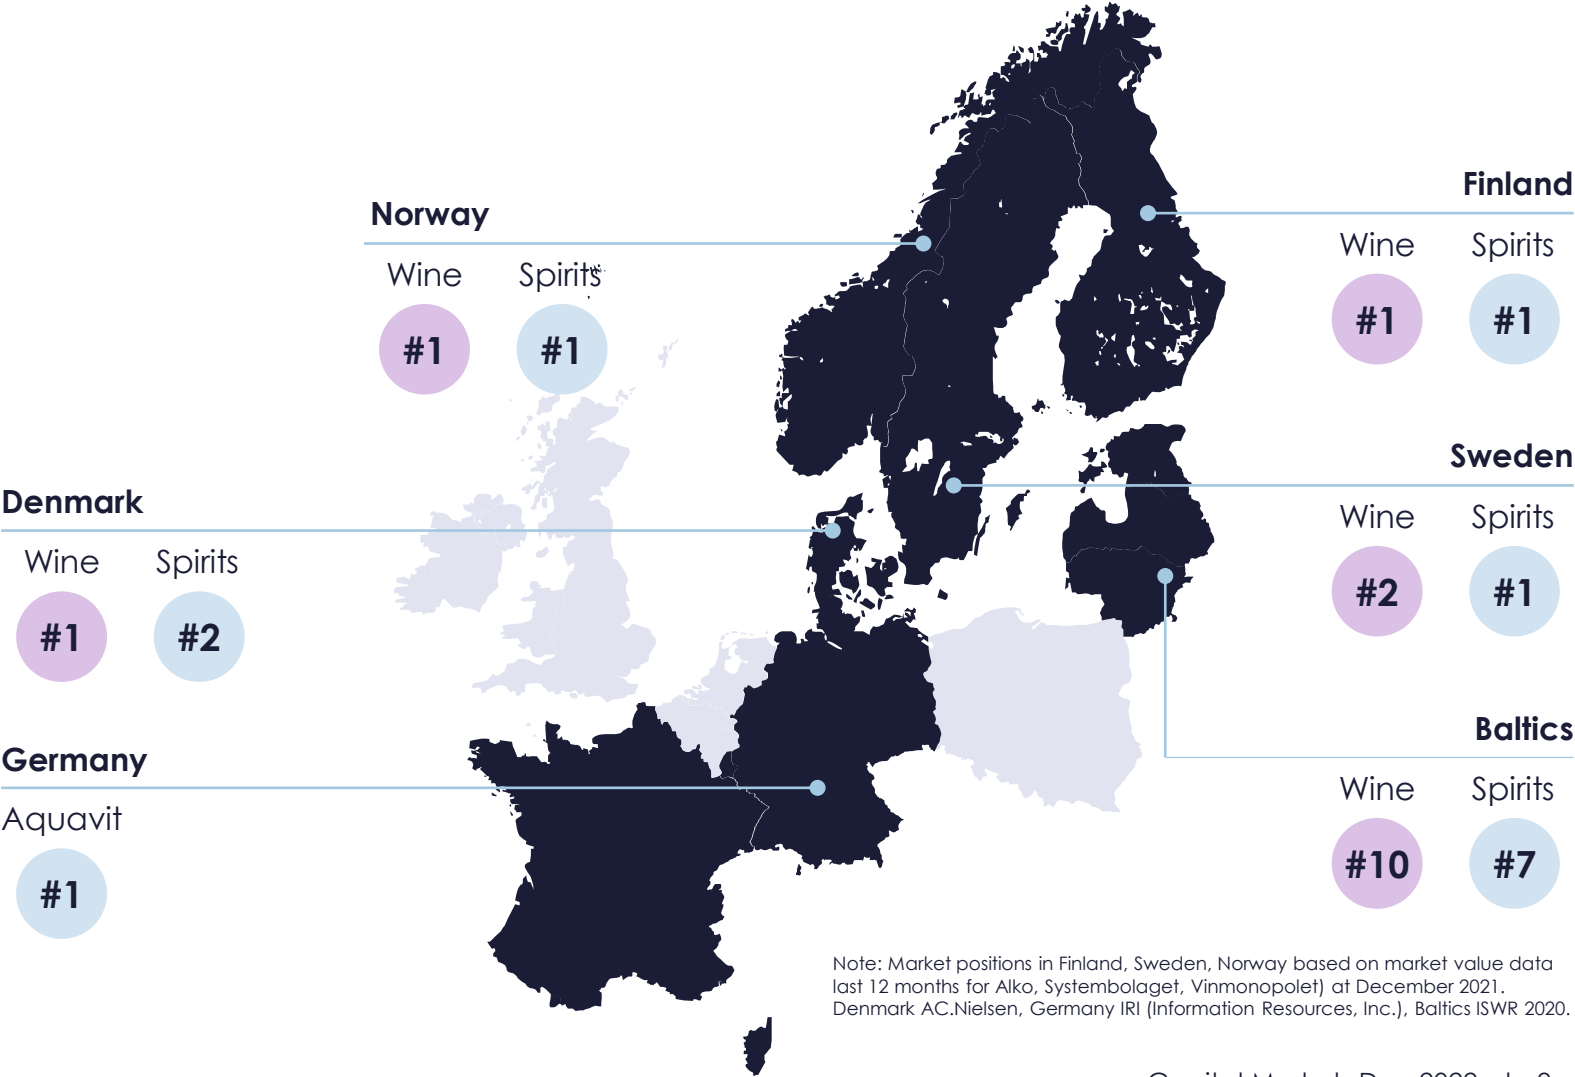 Norway
Wine Spirits
#1 #1
Finland
Wine Spirits
#1 #1
Denmark
Wine Spirits
#1 #2
Sweden
Wine Spirits
#2 #1
Germany
Aquavit
#1
Baltics
Wine Spirits
#10 #7
Note: Market positions in Finland, Sweden, Norway based on market value data
last 12 months for Alko, Systembolaget, Vinmonopolet) at December 2021.
Denmark AC.Nielsen, Germany IRI (Information Resources, Inc.), Baltics ISWR 2020.